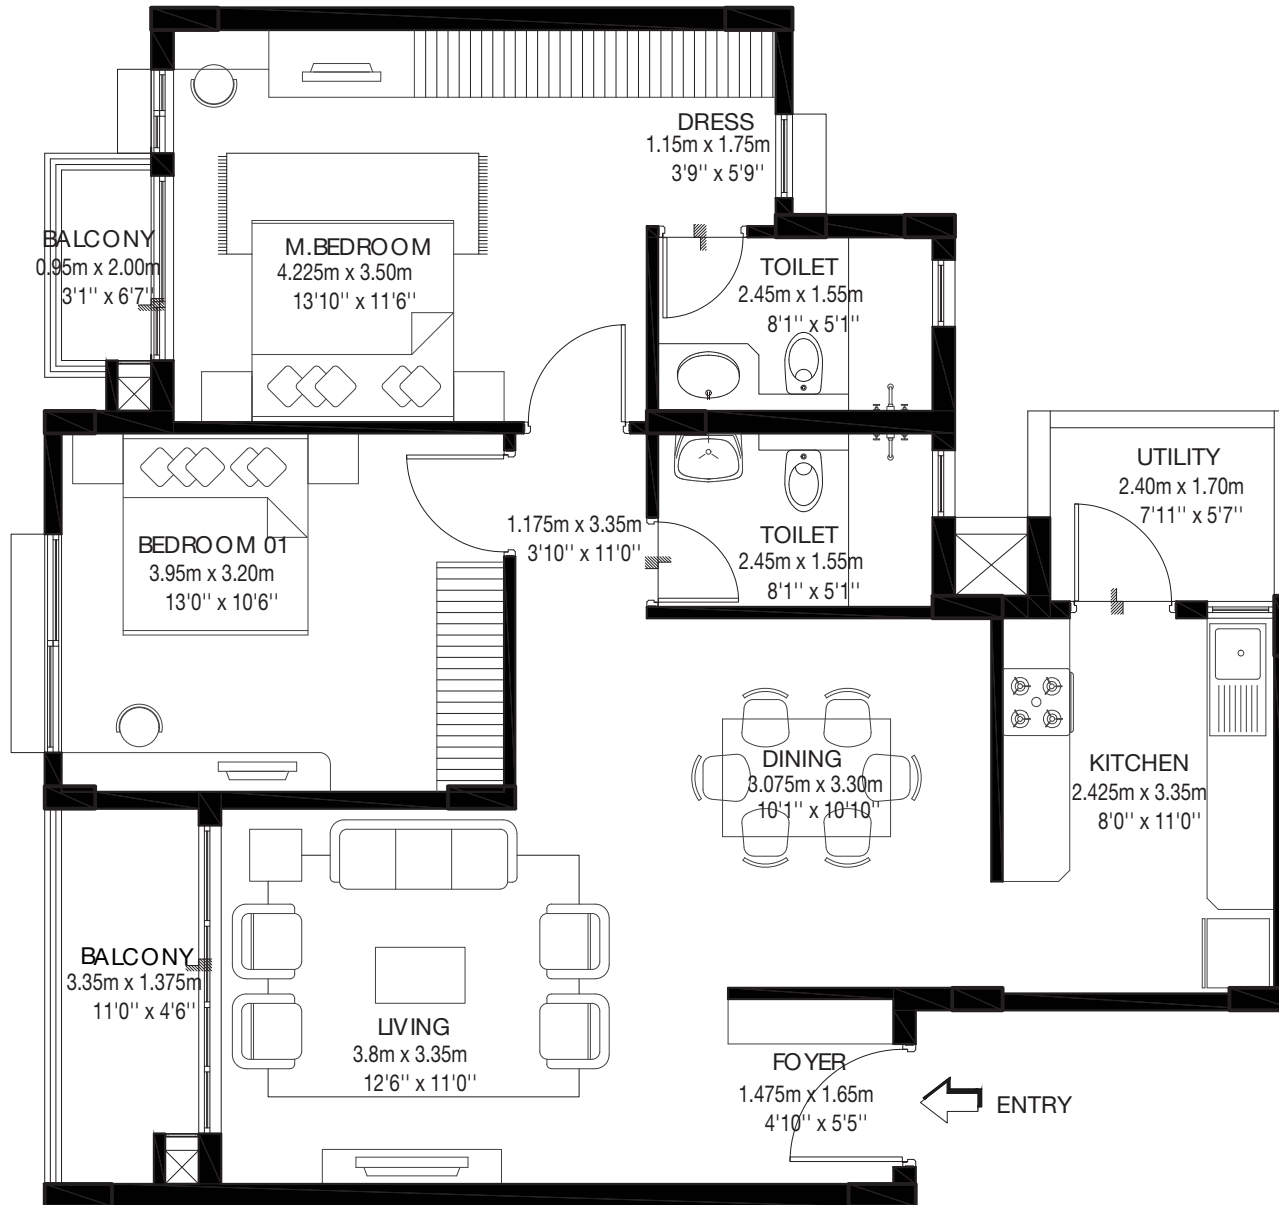 DRESS
1.15m x 1.75m
3'9'' x 5'9''
BALCONY
0.95m x 2.00m
3'1'' x 6'7''
M.BEDROOM
4.225m x 3.50m
13'10'' x 11'6''
TOILET
2.45m x 1.55m
8'1'' x 5'1''
BEDROOM 01
3.95m x 3.20m
13'0'' x 10'6''
1.175m x 3.35m
3'10'' x 11'0''
TOILET
2.45m x 1.55m
8'1'' x 5'1''
UTILITY
2.40m x 1.70m
7'11'' x 5'7''
DINING
3.075m x 3.30m
10'1'' x 10'10''
KITCHEN
2.425m x 3.35m
8'0'' x 11'0''
BALCONY
3.35m x 1.375m
11'0'' x 4'6''
LIVING
3.8m x 3.35m
12'6'' x 11'0''
FOYER
1.475m x 1.65m
4'10'' x 5'5''
ENTRY